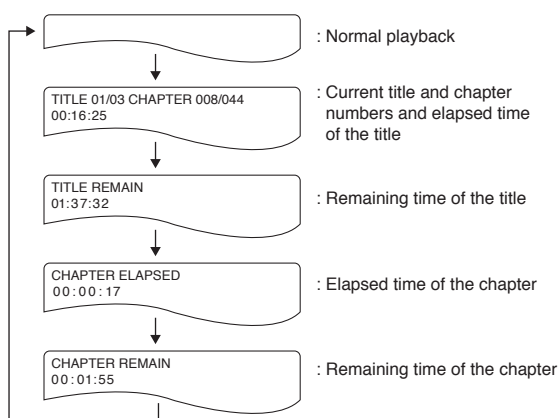 : Normal playback
TITLE 01/03 CHAPTER 008/044
00:16:25
: Current title and chapter
numbers and elapsed time
of the title
TITLE REMAIN
01:37:32
: Remaining time of the title
CHAPTER ELAPSED
00:00:17
: Elapsed time of the chapter
CHAPTER REMAIN
00:01:55
: Remaining time of the chapter